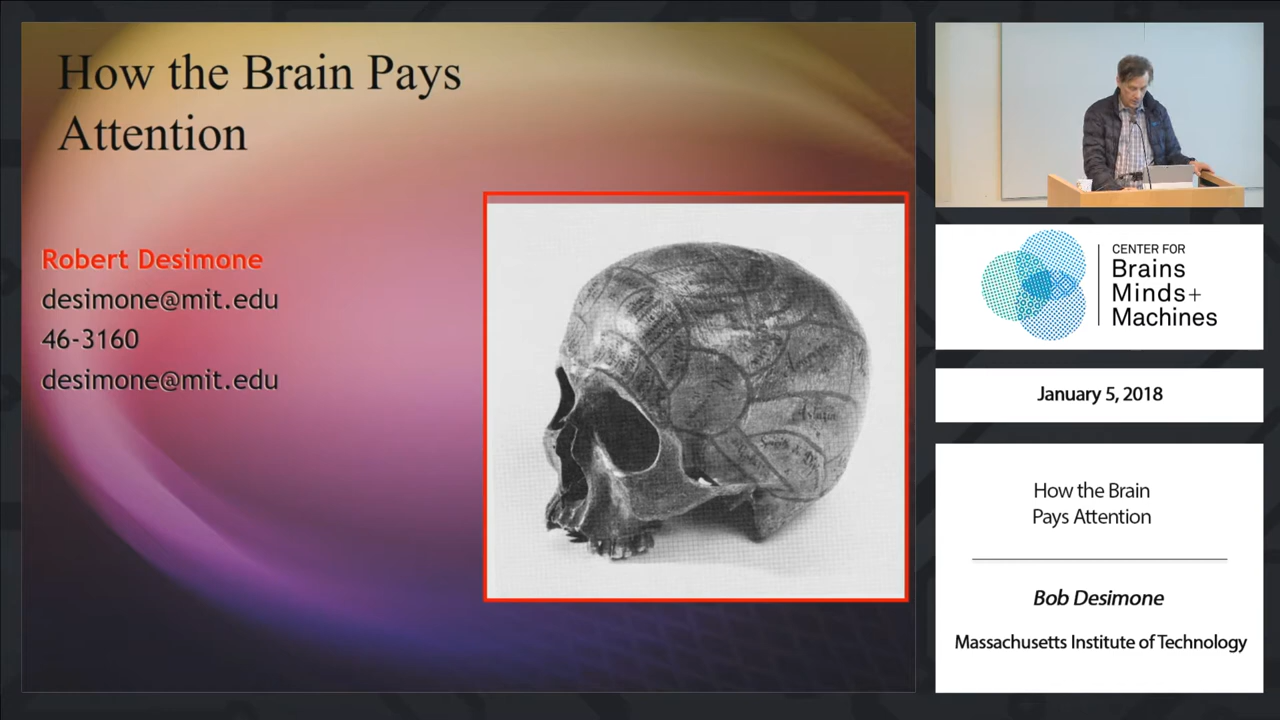 How the Brain Pays
Attention
Robert Desimone
desimone@mit.edu
46-3160
desimone@mit.edu
CENTER FOR
Brains
Minds+
Machines
January 5, 2018
How the Brain
Pays Attention
Bob Desimone
Massachusetts Institute of Technology